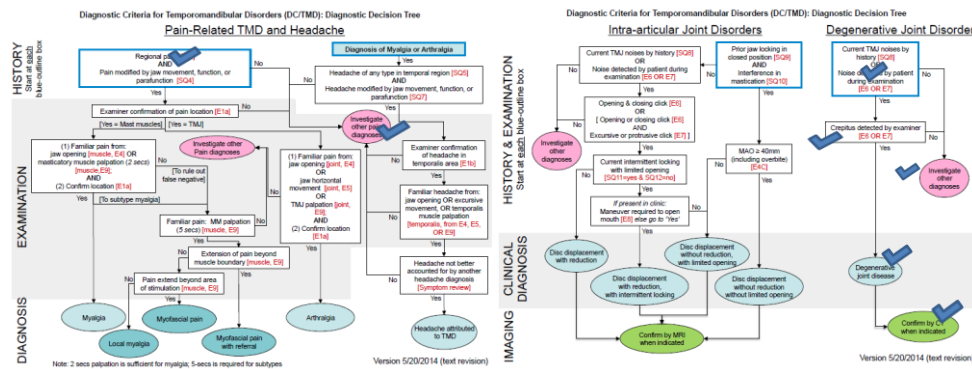 Diagnostic Criteria for Temporomandibular Disorders (DC/TMD): Diagnostic Decision Tree
Pain-Related TMD and Headache
HISTORY
Start at each
blue-outline box
Regional
AND
Pain modified by jaw movement, function, or
parafunction [SQ4]
No
Yes
Diagnosis of Myalgia or Arthralgia
Headache of any type in temporal region [SQ5]
AND
Headache modified by jaw movement, function, or
parafunction [SQ7]
No
Yes
EXAMINATION
Examiner confirmation of pain location [E1a]
[Yes = Mast muscles]
[Yes = TMJ]
No
Investigate
other
diagnoses
(1) Familiar pain from:
jaw opening [muscle, E4] OR
masticatory muscle palpation (2 secs)
[muscle, E9];
AND
(2) Confirm location [E1a]
No
[To rule out
false negative]
Yes
[To subtype myalgia]
Investigate other
Pain diagnoses
(1) Familiar pain from:
jaw opening [joint, E4] OR
jaw horizontal
movement [joint, E5] OR
TMJ palpation
[joint, E9];
AND
(2) Confirm location
[E1a]
No
Yes
Examiner confirmation
of headache in
temporalis area [E1b]
No
Yes
Familiar headache from:
jaw opening OR excursive
movement, OR temporalis
muscle palpation
[temporalis, from E4, E5,
OR E9]
No
Yes
Familiar pain: MM palpation
(5 secs) [muscle, E9]
No
Yes
Extension of pain beyond
muscle boundary [muscle, E9]
No
Yes
Pain extend beyond area
of stimulation [muscle, E9]
No
Yes
Headache not better
accounted for by another
headache diagnosis
[Symptom review]
No
Yes
DIAGNOSIS
Myalgia
Local myalgia
Myofascial pain
Myofascial pain
with referral
Arthralgia
Headache attributed
to TMD
Note: 2 secs palpation is sufficient for myalgia; 5-secs is required for subtypes
Version 5/20/2014 (text revision)
Diagnostic Criteria for Temporomandibular Disorders (DC/TMD): Diagnostic Decision Tree
Intra-articular Joint Disorders
Degenerative Joint Disorder
HISTORY & EXAMINATION
Start at each blue-outline box
Current TMJ noises by history [SQ8]
OR
Noise detected by patient during
examination [E6 OR E7]
No
Yes
Prior jaw locking in
closed position [SQ9]
AND
Interference in
mastication [SQ10]
No
Yes
Opening & closing click [E6]
OR
[ Opening or closing click [E6]
AND
Excursive or protrusive click [E7] ]
No
Yes
Investigate
other
diagnoses
Current intermittent locking
with limited opening
[SQ11=yes & SQ12=no]
No
Yes
MAO ≥ 40mm
(including overbite)
[E4C]
No
Yes
If present in clinic:
Maneuver required to open
mouth [E8] else go to 'Yes'
No
Yes
Current TMJ noises by
history [SQ8]
Noise detected by patient
during examination
[E6 OR E7]
No
Yes
Crepitus detected by examiner
[E6 OR E7]
No
Yes
Investigate
other
diagnoses
CLINICAL
DIAGNOSIS
Disc displacement
with reduction
Disc displacement
with reduction,
with intermittent locking
Disc displacement
without reduction,
with limited opening
Disc displacement
without reduction
without limited opening
Degenerative
joint disease
IMAGING
Confirm by MRI
when indicated
Confirm by CT
when indicated
Version 5/20/2014 (text revision)